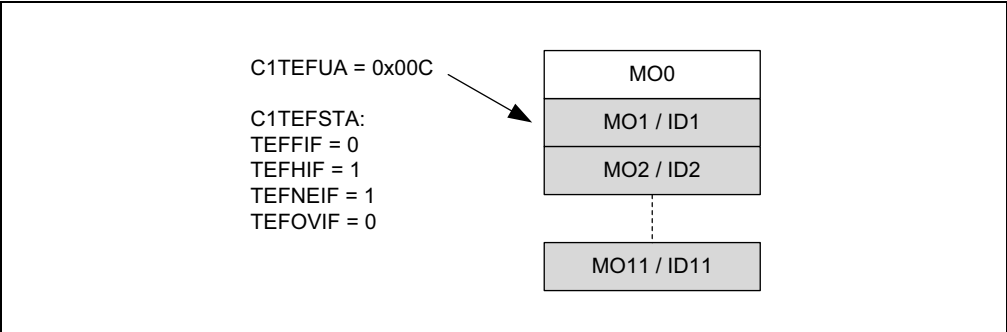 C1TEFUA = 0x00C
C1TEFSTA:
TEFFIF = 0
TEFHIF = 1
TEFNEIF = 1
TEFOVIF = 0
MO0
MO1 / ID1
MO2 / ID2
MO11 / ID11